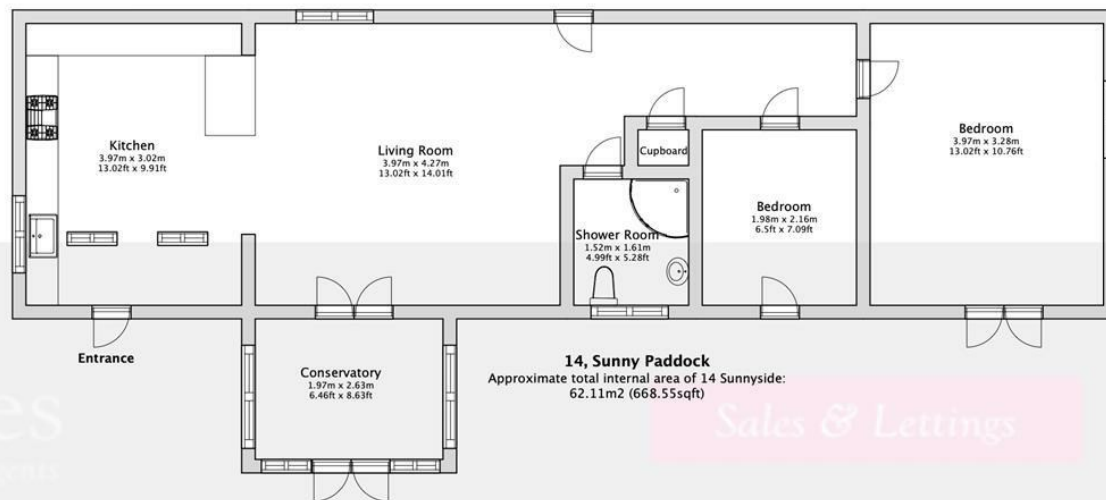 Kitchen
3.97m x 3.02m
13.02ft x 9.91ft
Living Room
3.97m x 4.27m
13.02ft x 14.01ft
Cupboard
Bedroom
3.97m x 3.28m
13.02ft x 10.76ft
Bedroom
1.98m x 2.16m
6.5ft x 7.09ft
Shower Room
1.52m x 1.61m
4.99ft x 5.28ft
Entrance
Conservatory
1.97m x 2.63m
6.46ft x 8.63ft
14, Sunny Paddock
Approximate total internal area of 14 Sunnyside:
62.11m2 (668.55sqft)
Sales & Lettings